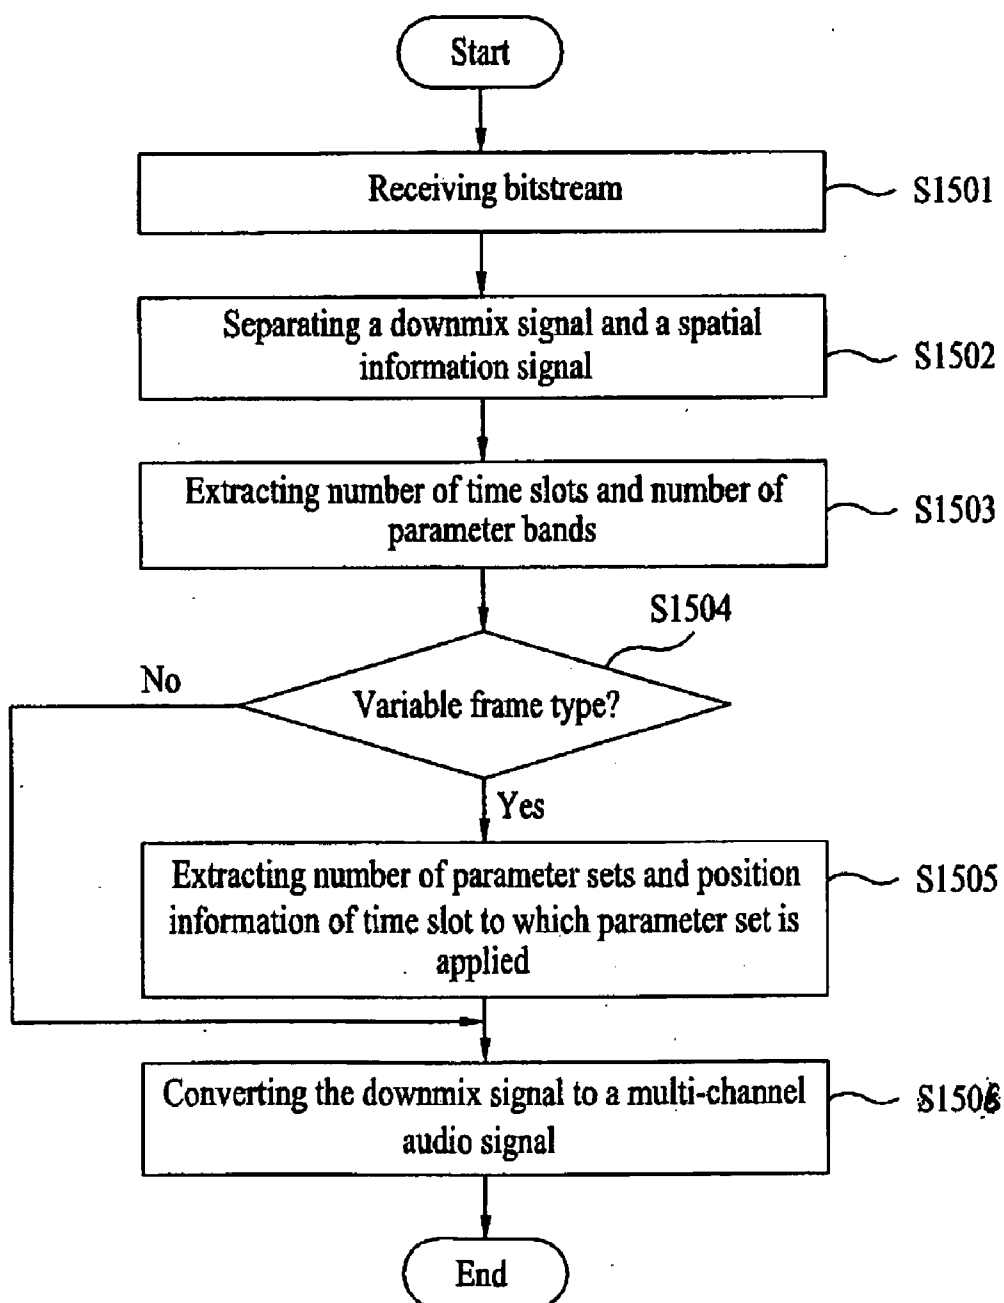 Start
Receiving bitstream
S1501
Separating a downmix signal and a spatial
information signal
S1502
Extracting number of time slots and number of
parameter bands
S1503
S1504
Variable frame type?
No
Yes
Extracting number of parameter sets and position
information of time slot to which parameter set is
applied
S1505
Converting the downmix signal to a multi-channel
audio signal
S1506
End